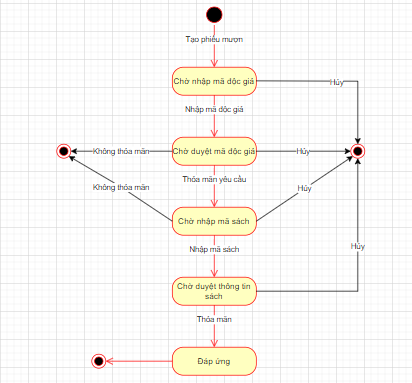 Tạo phiếu mượn
Chờ nhập mã độc giả
Hủy
Nhập mã độc giả
Không thỏa mãn
Chờ duyệt mã độc giả
Hủy
Thỏa mãn yêu cầu
Không thỏa mãn
Hủy
Chờ nhập mã sách
Nhập mã sách
Hủy
Chờ duyệt thông tin
sách
Thỏa mãn
Đáp ứng